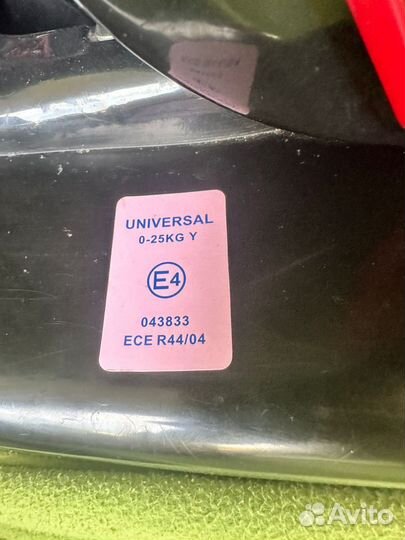 UNIVERSAL
0-25KG Y
E4
043833
ECE R44/04
Avito